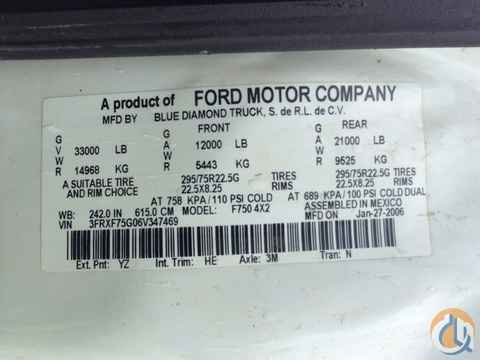 A product of FORD MOTOR COMPANY
MFD BY BLUE DIAMOND TRUCK, S. de R.L. de C.V.
G FRONT G REAR
V 33000 LB A 12000 LB A 21000 LB
W W W
R 14968 KG R 5443 KG R 9525 KG
A SUITABLE TIRE 295/75R22.5G TIRES 295/75R22.5G TIRES
AND RIM CHOICE 22.5X8.25 RIMS 22.5X8.25 RIMS
AT 758 KPA/110 PSI COLD AT 689 KPA/100 PSI COLD DUAL
WB: 242.0 IN 615.0 CM MODEL: F750 4X2 ASSEMBLED IN MEXICO
VIN 3FRXF75G06V347469 MFD ON Jan-27-2006
Ext. Pnt: YZ Int. Trim: HE Axle: 3M Tran: N